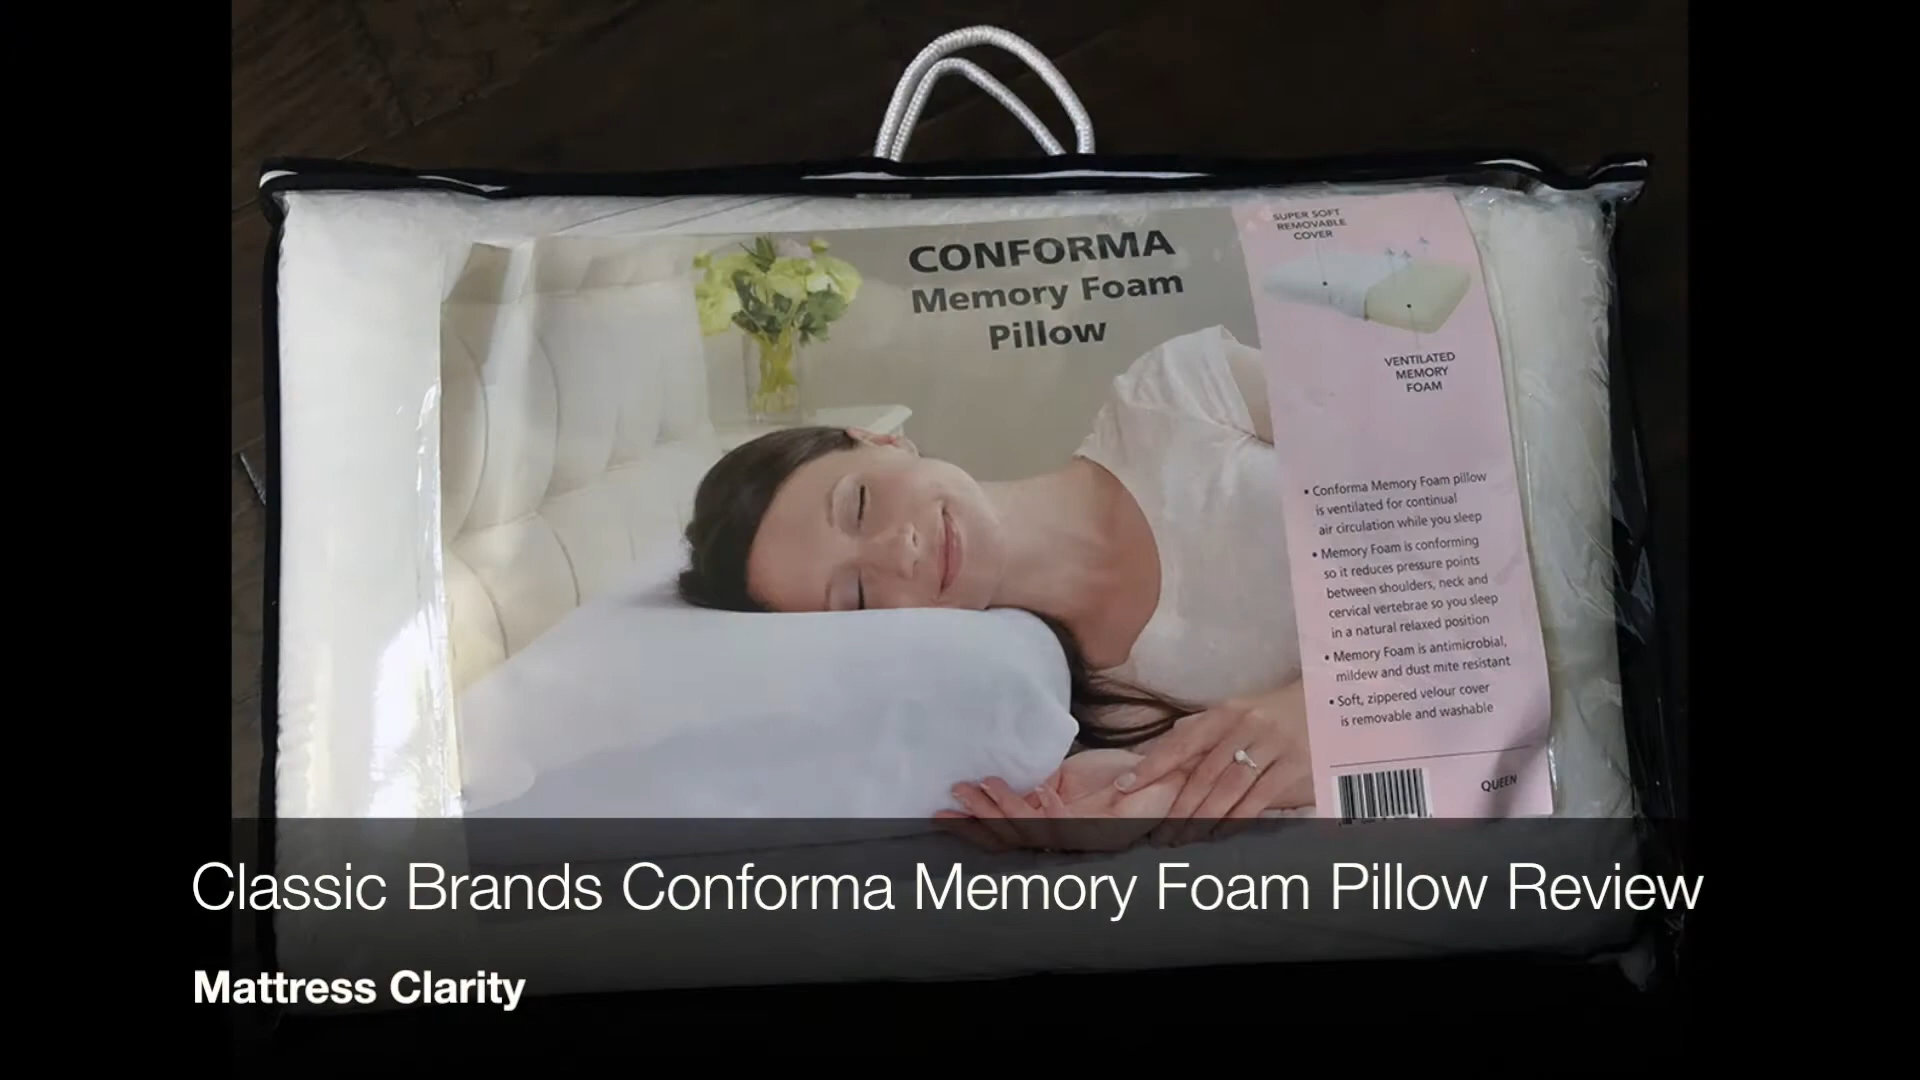 CONFORMA
Memory Foam
Pillow
SUPER SOFT
REMOVABLE
COVER
VENTILATED
MEMORY
FOAM
• Conforma Memory Foam pillow
is ventilated for continual
air circulation while you sleep
• Memory Foam is conforming
so it reduces pressure points
between shoulders, neck and
cervical vertebrae so you sleep
in a natural relaxed position
• Memory Foam is antimicrobial,
mildew and dust mite resistant
• Soft, zippered velour cover
is removable and washable
QUEEN
Classic Brands Conforma Memory Foam Pillow Review
Mattress Clarity